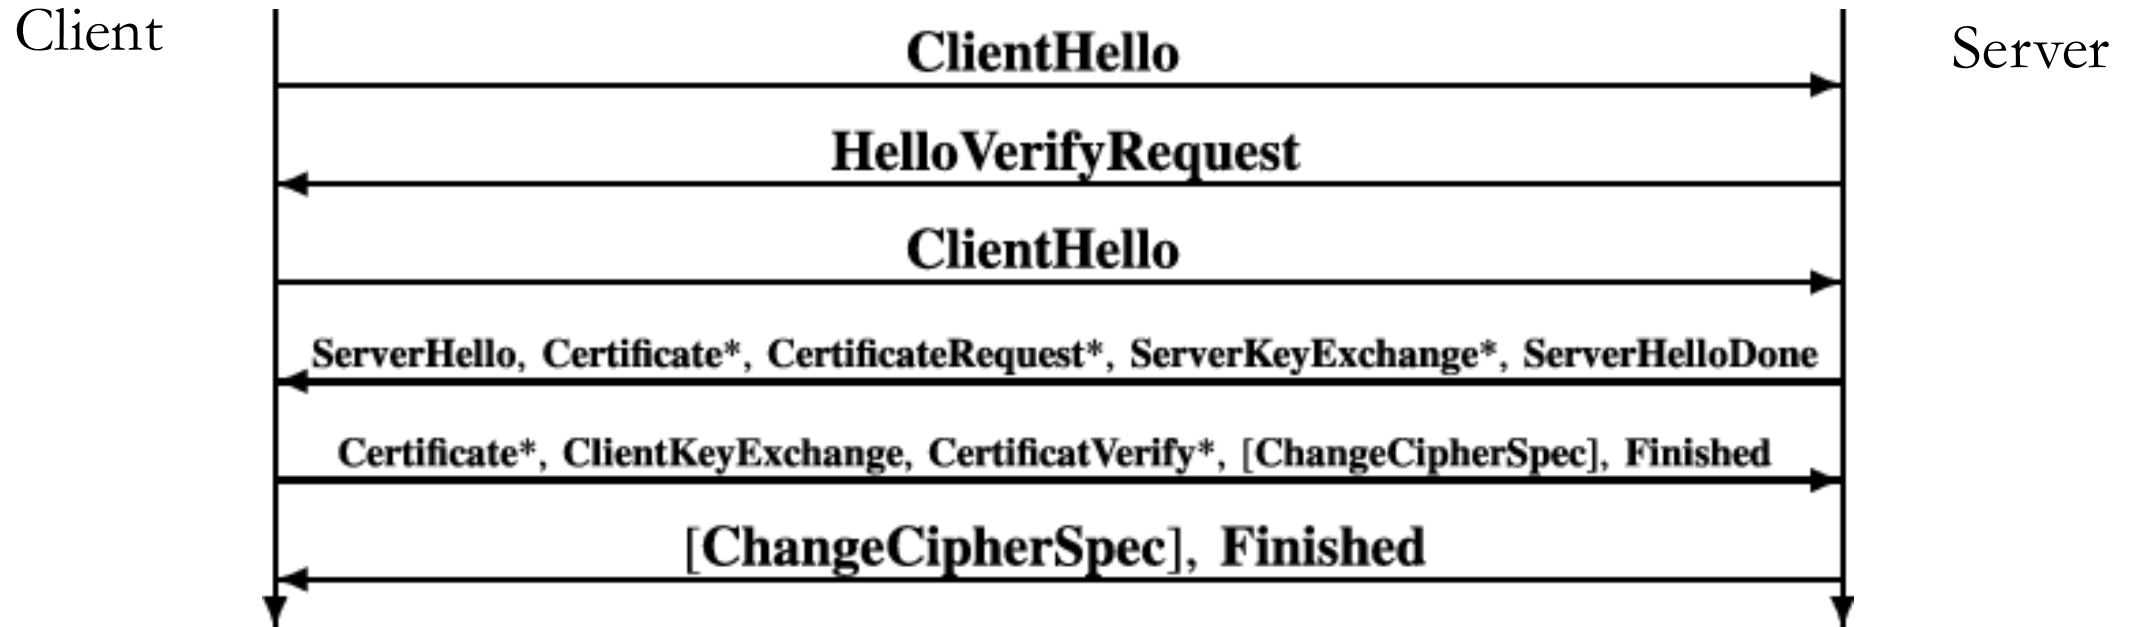 Client
Server
ClientHello
HelloVerifyRequest
ClientHello
ServerHello, Certificate*, CertificateRequest*, ServerKeyExchange*, ServerHelloDone
Certificate*, ClientKeyExchange, CertificatVerify*, [ChangeCipherSpec], Finished
[ChangeCipherSpec], Finished